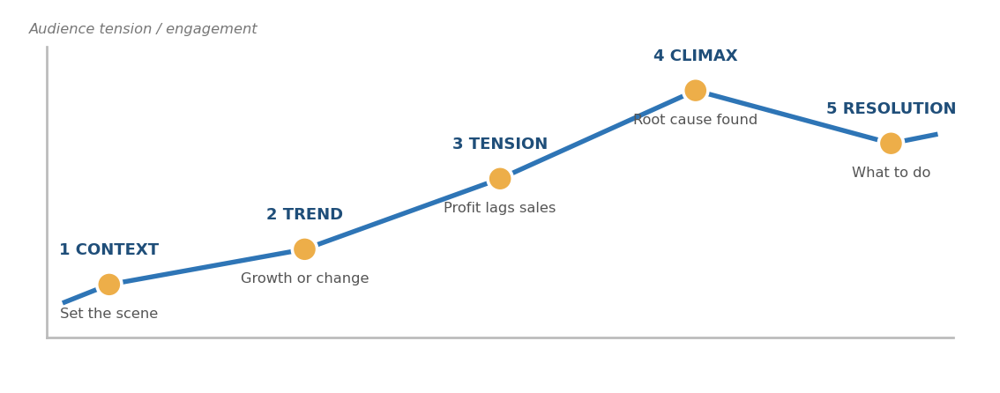 Audience tension / engagement
1 CONTEXT
Set the scene
2 TREND
Growth or change
3 TENSION
Profit lags sales
4 CLIMAX
Root cause found
5 RESOLUTION
What to do